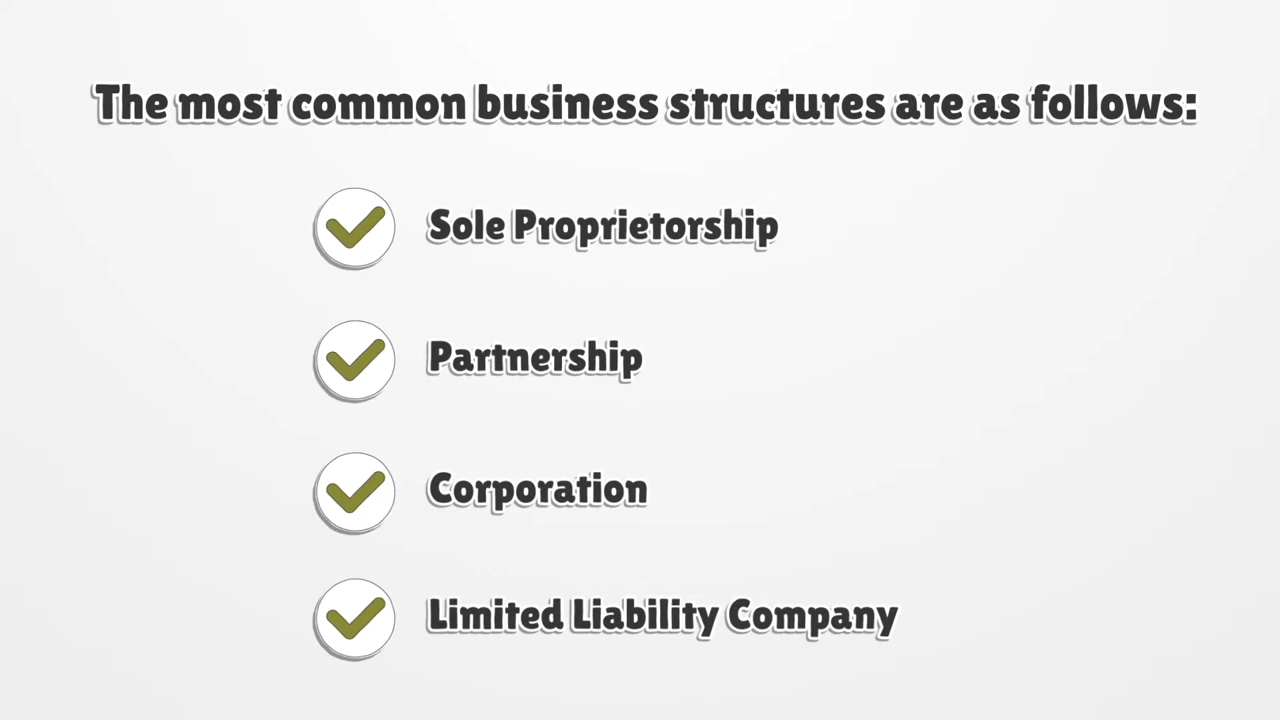 The most common business structures are as follows:
Sole Proprietorship
Partnership
Corporation
Limited Liability Company